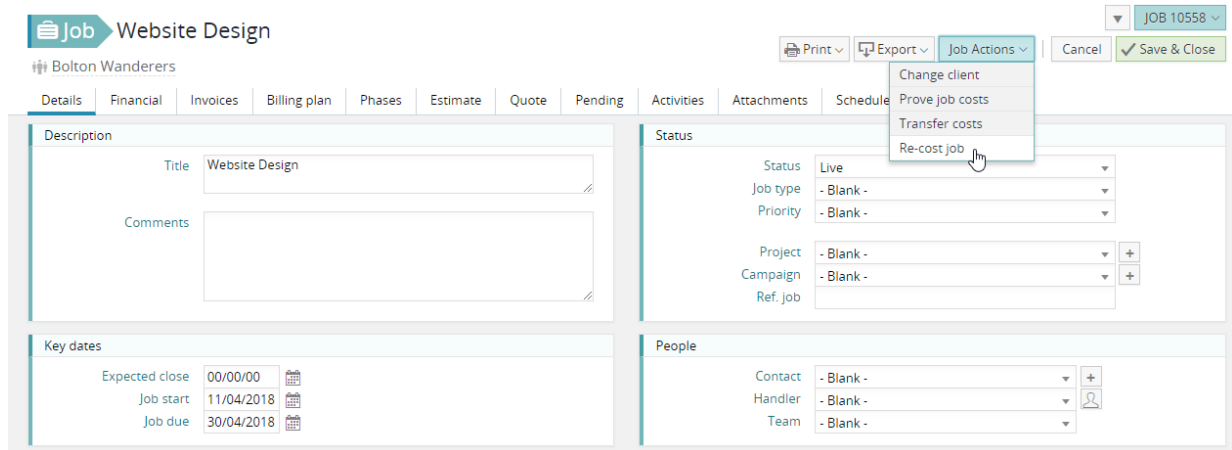 Job Website Design
JOB 10558
Bolton Wanderers
Print Export Job Actions Cancel Save & Close
Change client
Prove job costs
Transfer costs
Re-cost job
Details Financial Invoices Billing plan Phases Estimate Quote Pending Activities Attachments Schedule
Description
Title Website Design
Comments
Status
Status Live
Job type - Blank -
Priority - Blank -
Project - Blank - +
Campaign - Blank - +
Ref. job
Key dates
Expected close 00/00/00
Job start 11/04/2018
Job due 30/04/2018
People
Contact - Blank - +
Handler - Blank -
Team - Blank -